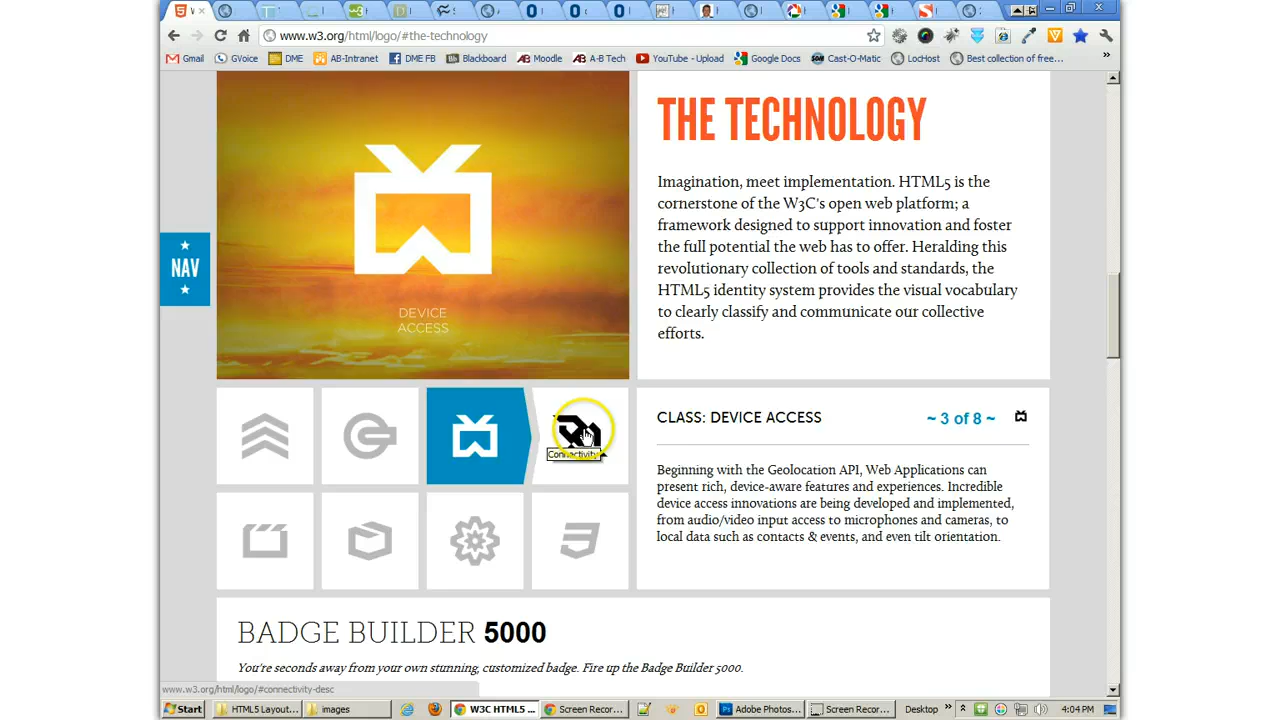 www.w3.org/html/logo/#the-technology
Gmail
GVoice
DME
AB-Intranet
DME FB
Blackboard
Moodle
A-B Tech
YouTube - Upload
Google Docs
Cast-O-Matic
LocHost
Best collection of free...
»
THE TECHNOLOGY
Imagination, meet implementation. HTML5 is the
cornerstone of the W3C's open web platform; a
framework designed to support innovation and foster
the full potential the web has to offer. Heralding this
revolutionary collection of tools and standards, the
HTML5 identity system provides the visual vocabulary
to clearly classify and communicate our collective
efforts.
NAV
DEVICE
ACCESS
CLASS: DEVICE ACCESS
~ 3 of 8 ~
Connectivity
Beginning with the Geolocation API, Web Applications can
present rich, device-aware features and experiences. Incredible
device access innovations are being developed and implemented,
from audio/video input access to microphones and cameras, to
local data such as contacts & events, and even tilt orientation.
BADGE BUILDER 5000
You're seconds away from your own stunning, customized badge. Fire up the Badge Builder 5000.
www.w3.org/html/logo/#connectivity-desc
Start
HTML5 Layout...
images
W3C HTML5 ...
Screen Recor...
Adobe Photos...
Screen Recor...
Desktop
»
4:04 PM